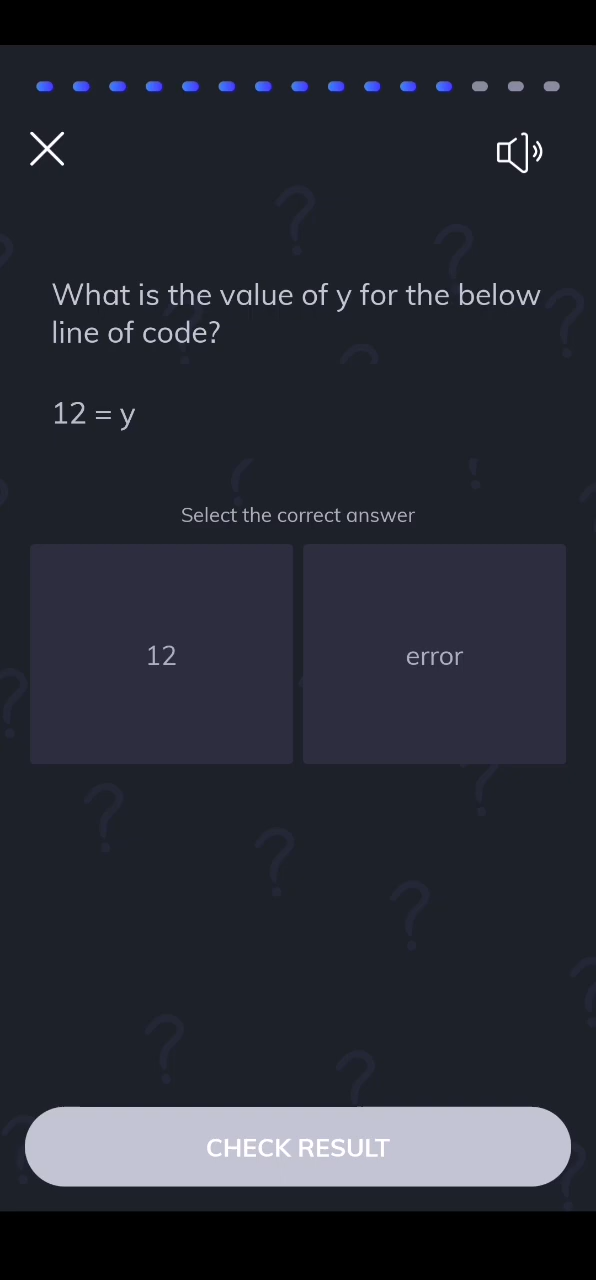 What is the value of y for the below
line of code?
12 = y
Select the correct answer
12
error
CHECK RESULT